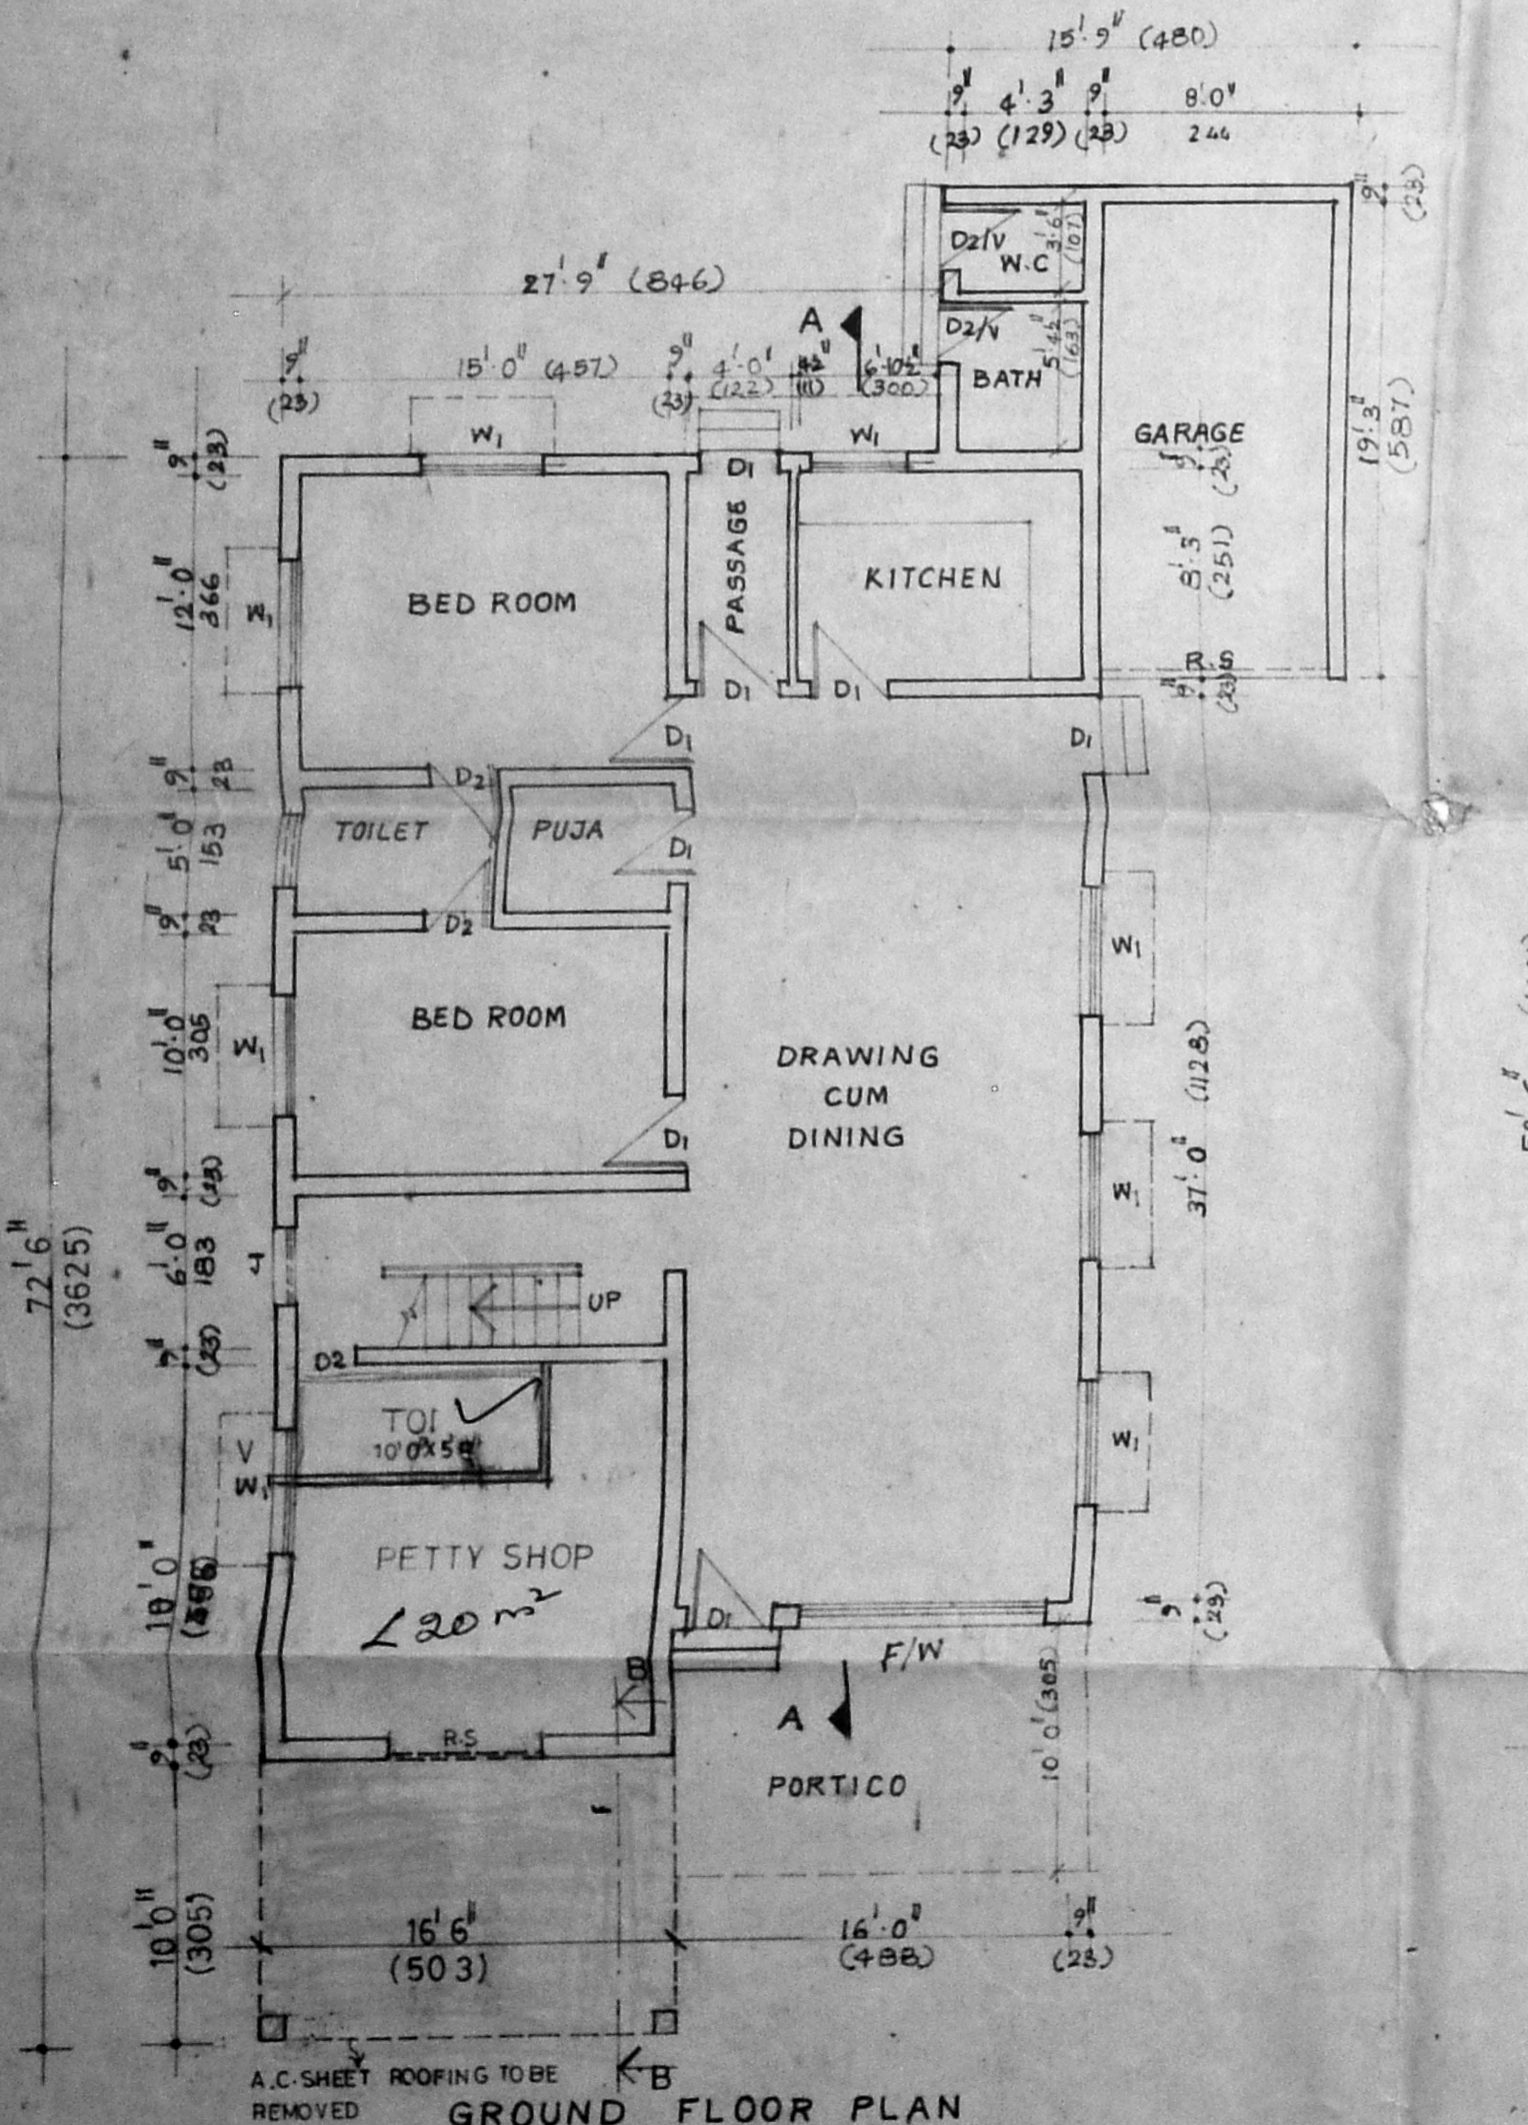 15'.9" (480)
9" 4'.3" 9" 8'.0"
(23) (129) (23) 244
9"
(23)
D2/V
W.C
3'.6"
(107)
27'.9" (846)
A
D2/V
5'.4½"
(163)
BATH
9" 15'.0" (457) 9" 4'.0" 4½" 6'.10½"
(23) (23) (122) (11) (300)
W1 W1
GARAGE
19'.3"
(587)
9"
(23)
D1
9"
(23)
PASSAGE
KITCHEN
BED ROOM
12'.0"
366
W1
8'.3"
(251)
R.S
9"
(23)
D1 D1
D1
D1
9"
23
D2
TOILET PUJA
D1
5'.0"
153
9"
23
D2
W1
BED ROOM
10'.0"
305
W1
DRAWING
CUM
DINING
37'.0" (1128)
D1
9"
(23)
W1
72'6"
(3625)
6'.0"
183
UP
9"
(23)
D2
TOI
10'0"X5'
V
W1
W1
PETTY SHOP
∠20 m²
10'0"
D1
9"
(23)
F/W
B
A
10'0"(305)
R.S
9"
(23)
PORTICO
10'0"
(305)
16'6"
(503)
16'.0"
(488)
9"
(23)
A.C.SHEET ROOFING TO BE
REMOVED
B
GROUND FLOOR PLAN